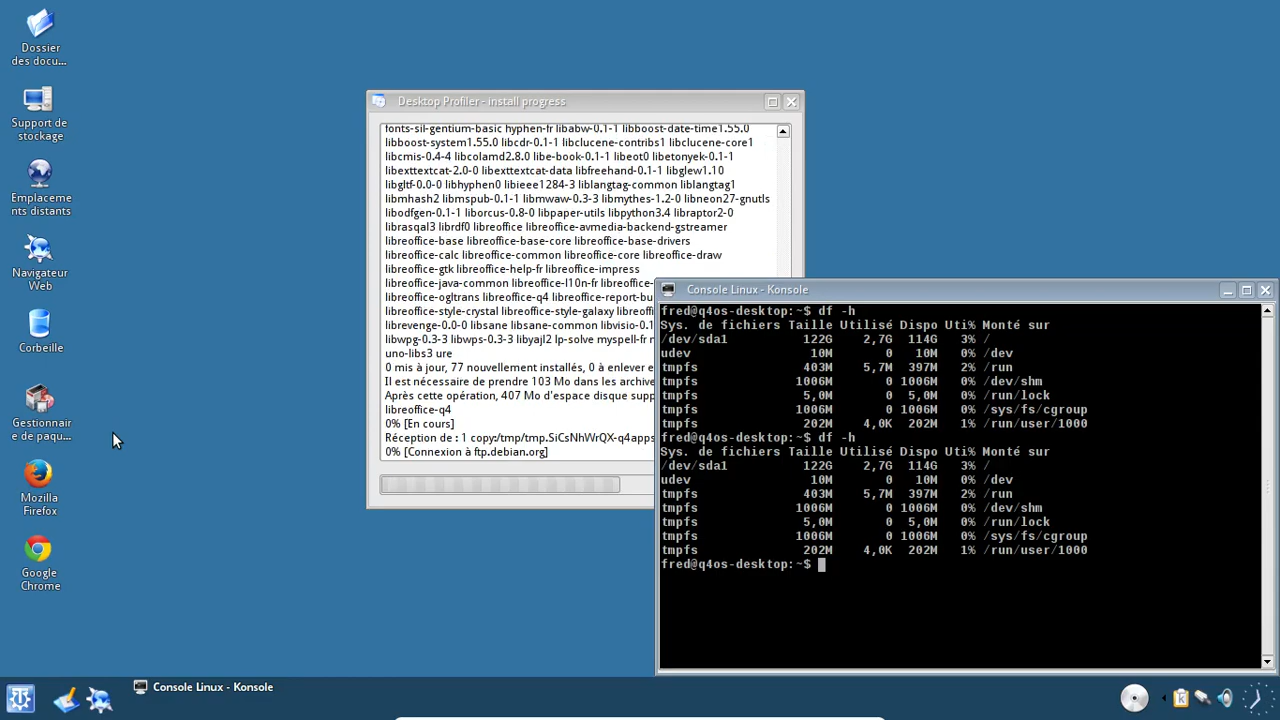 Dossier
des docu...
Support de
stockage
Emplaceme
nts distants
Navigateur
Web
Corbeille
Gestionnair
e de paqu...
Mozilla
Firefox
Google
Chrome
Desktop Profiler - install progress
fonts-sil-gentium-basic hyphen-fr libabw-0.1-1 libboost-date-time1.55.0
libboost-system1.55.0 libcdr-0.1-1 libclucene-contribs1 libclucene-core1
libcmis-0.4-4 libcolamd2.8.0 libe-book-0.1-1 libeot0 libetonyek-0.1-1
libexttextcat-2.0-0 libexttextcat-data libfreehand-0.1-1 libglew1.10
libgltf-0.0-0 libhyphen0 libieee1284-3 liblangtag-common liblangtag1
libmhash2 libmspub-0.1-1 libmwaw-0.3-3 libmythes-1.2-0 libneon27-gnutls
libodfgen-0.1-1 liborcus-0.8-0 libpaper-utils libpython3.4 libraptor2-0
librasqal3 librdf0 libreoffice libreoffice-avmedia-backend-gstreamer
libreoffice-base libreoffice-base-core libreoffice-base-drivers
libreoffice-calc libreoffice-common libreoffice-core libreoffice-draw
libreoffice-gtk libreoffice-help-fr libreoffice-impress
libreoffice-java-common libreoffice-l10n-fr libreoffice-
libreoffice-ogltrans libreoffice-q4 libreoffice-report-bu
libreoffice-style-crystal libreoffice-style-galaxy libreoff
librevenge-0.0-0 libsane libsane-common libvisio-0.1
libwpg-0.3-3 libwps-0.3-3 libyajl2 lp-solve myspell-fr
uno-libs3 ure
0 mis à jour, 77 nouvellement installés, 0 à enlever e
Il est nécessaire de prendre 103 Mo dans les archive
Après cette opération, 407 Mo d'espace disque supp
libreoffice-q4
0% [En cours]
Réception de : 1 copy:/tmp/tmp.SiCsNhWrQX-q4apps
0% [Connexion à ftp.debian.org]
Console Linux - Konsole
fred@q4os-desktop:~$ df -h
Sys. de fichiers Taille Utilisé Dispo Uti% Monté sur
/dev/sda1 122G 2,7G 114G 3% /
udev 10M 0 10M 0% /dev
tmpfs 403M 5,7M 397M 2% /run
tmpfs 1006M 0 1006M 0% /dev/shm
tmpfs 5,0M 0 5,0M 0% /run/lock
tmpfs 1006M 0 1006M 0% /sys/fs/cgroup
tmpfs 202M 4,0K 202M 1% /run/user/1000
fred@q4os-desktop:~$ df -h
Sys. de fichiers Taille Utilisé Dispo Uti% Monté sur
/dev/sda1 122G 2,7G 114G 3% /
udev 10M 0 10M 0% /dev
tmpfs 403M 5,7M 397M 2% /run
tmpfs 1006M 0 1006M 0% /dev/shm
tmpfs 5,0M 0 5,0M 0% /run/lock
tmpfs 1006M 0 1006M 0% /sys/fs/cgroup
tmpfs 202M 4,0K 202M 1% /run/user/1000
fred@q4os-desktop:~$
Console Linux - Konsole